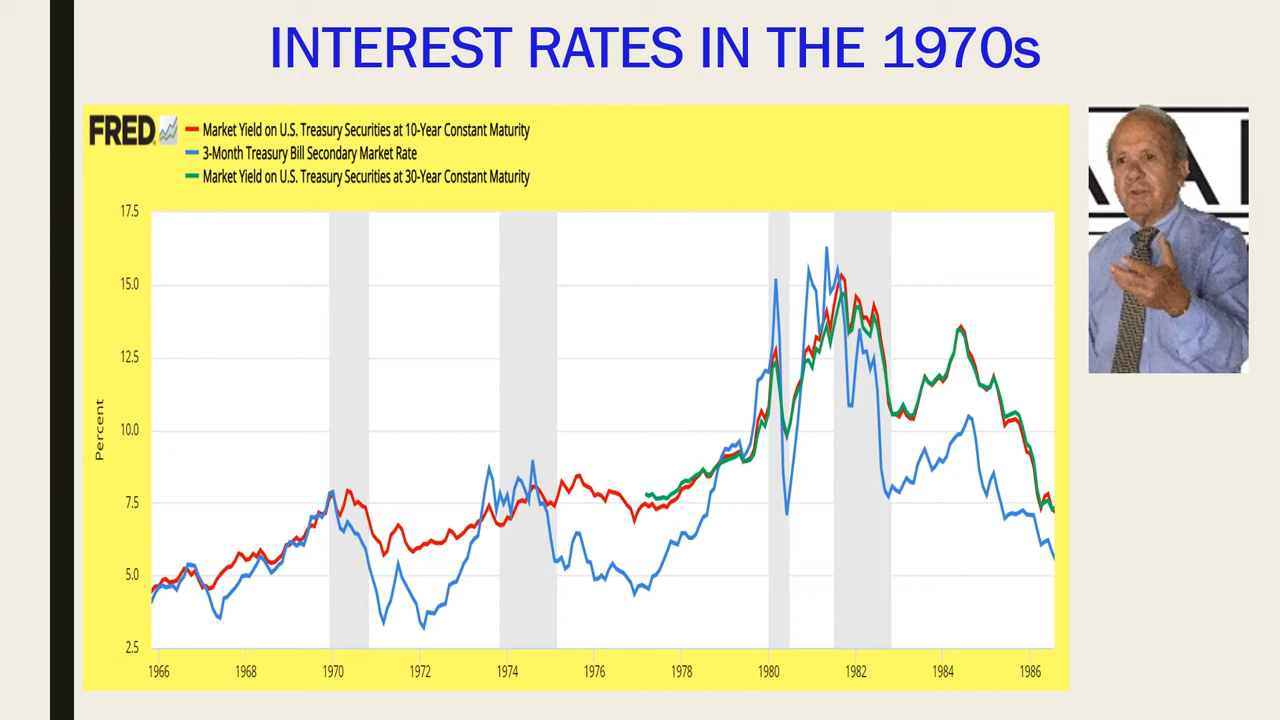 INTEREST RATES IN THE 1970s
FRED
Market Yield on U.S. Treasury Securities at 10-Year Constant Maturity
3-Month Treasury Bill Secondary Market Rate
Market Yield on U.S. Treasury Securities at 30-Year Constant Maturity
17.5
15.0
12.5
10.0
7.5
5.0
2.5
Percent
1966 1968 1970 1972 1974 1976 1978 1980 1982 1984 1986